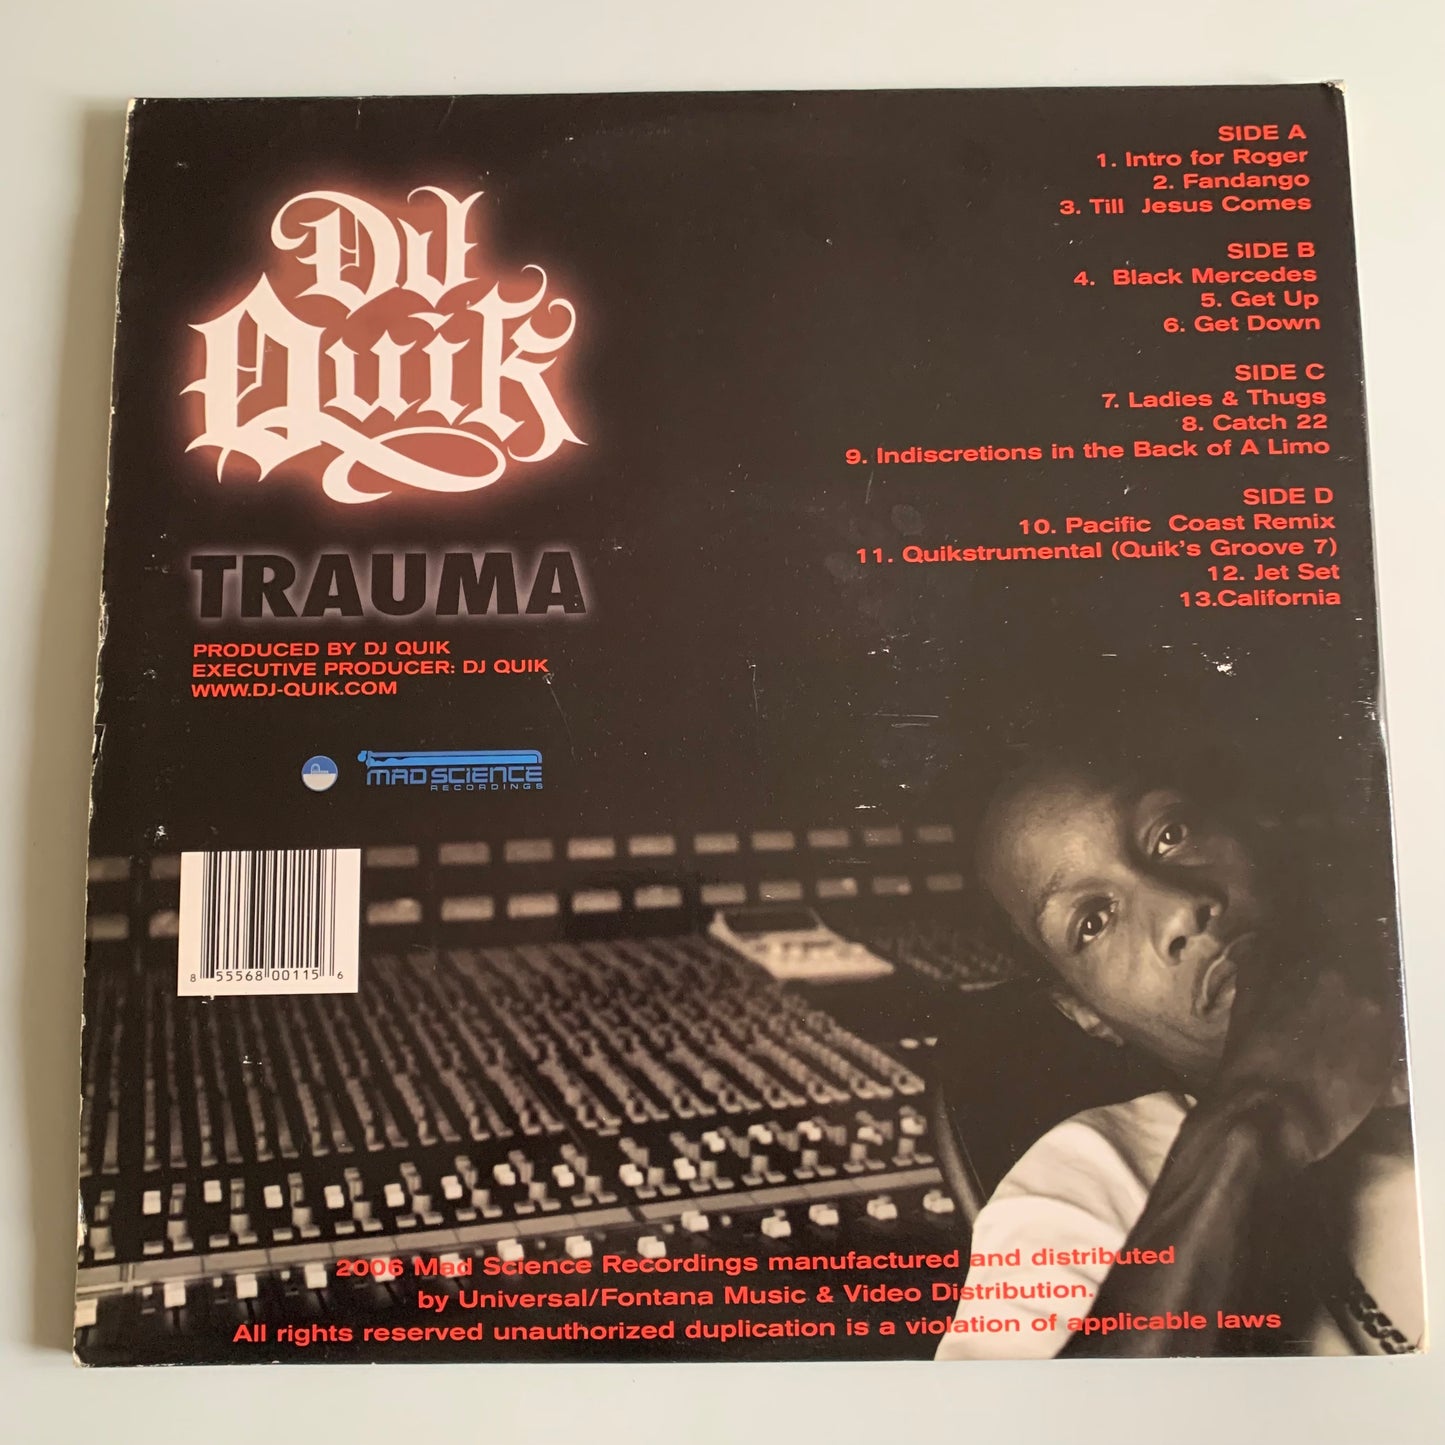 DJ
Quik
TRAUMA
PRODUCED BY DJ QUIK
EXECUTIVE PRODUCER: DJ QUIK
WWW.DJ-QUIK.COM
MAD SCIENCE
RECORDINGS
8 55568 00115 6
SIDE A
1. Intro for Roger
2. Fandango
3. Till Jesus Comes
SIDE B
4. Black Mercedes
5. Get Up
6. Get Down
SIDE C
7. Ladies & Thugs
8. Catch 22
9. Indiscretions in the Back of A Limo
SIDE D
10. Pacific Coast Remix
11. Quikstrumental (Quik's Groove 7)
12. Jet Set
13.California
2006 Mad Science Recordings manufactured and distributed
by Universal/Fontana Music & Video Distribution.
All rights reserved unauthorized duplication is a violation of applicable laws